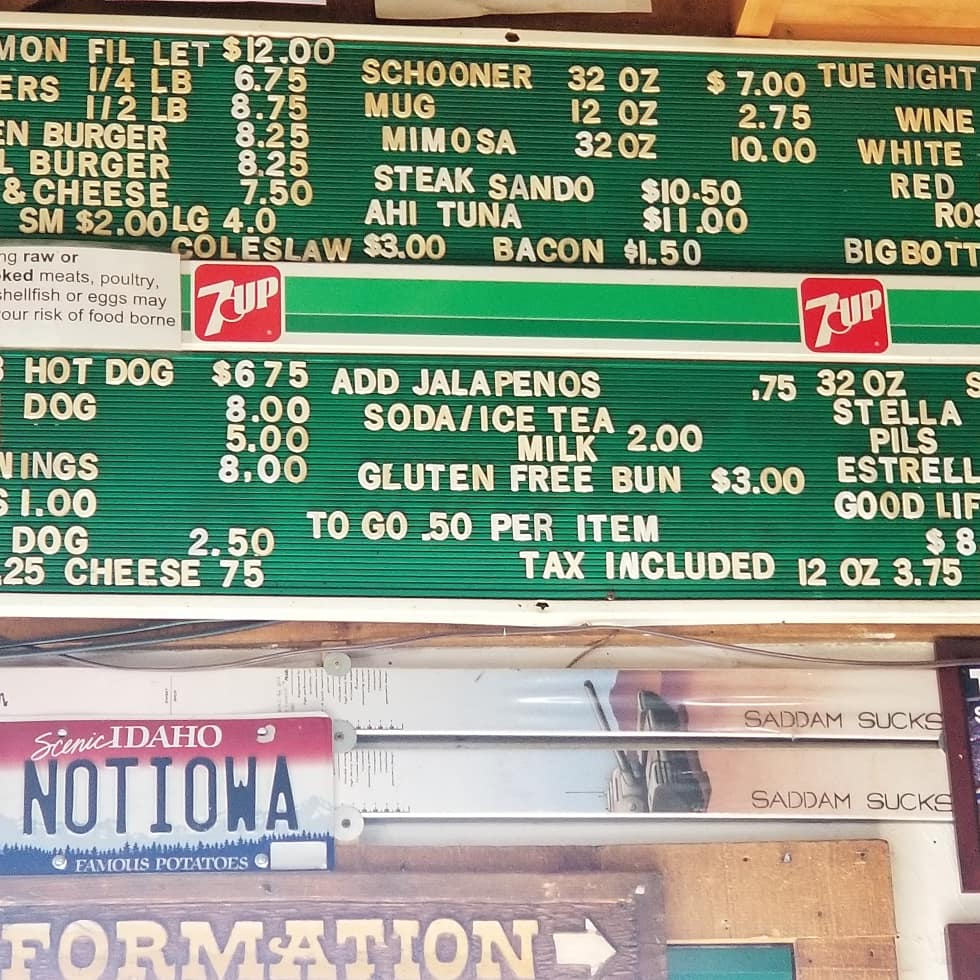 MON FIL LET $12.00
ERS 1/4 LB 6.75
1/2 LB 8.75
EN BURGER 8.25
L BURGER 8.25
& CHEESE 7.50
SM $2.00 LG 4.0
COLESLAW $3.00 BACON $1.50
SCHOONER 32 OZ $ 7.00
MUG 12 OZ 2.75
MIMOSA 32 OZ 10.00
STEAK SANDO $10.50
AHI TUNA $11.00
TUE NIGHT
WINE
WHITE
RED
RO
BIGBOTT
ng raw or
oked meats, poultry,
shellfish or eggs may
our risk of food borne
7UP
7UP
HOT DOG $6 75
DOG 8.00
5.00
WINGS 8,00
S 1.00
DOG 2.50
.25 CHEESE 75
ADD JALAPENOS .75
SODA/ICE TEA
MILK 2.00
GLUTEN FREE BUN $3.00
TO GO .50 PER ITEM
TAX INCLUDED
32 OZ S
STELLA
PILS
ESTRELL
GOOD LIF
$ 8
12 OZ 3.75
SADDAM SUCKS
SADDAM SUCKS
Scenic IDAHO
NOTIOWA
FAMOUS POTATOES
FORMATION